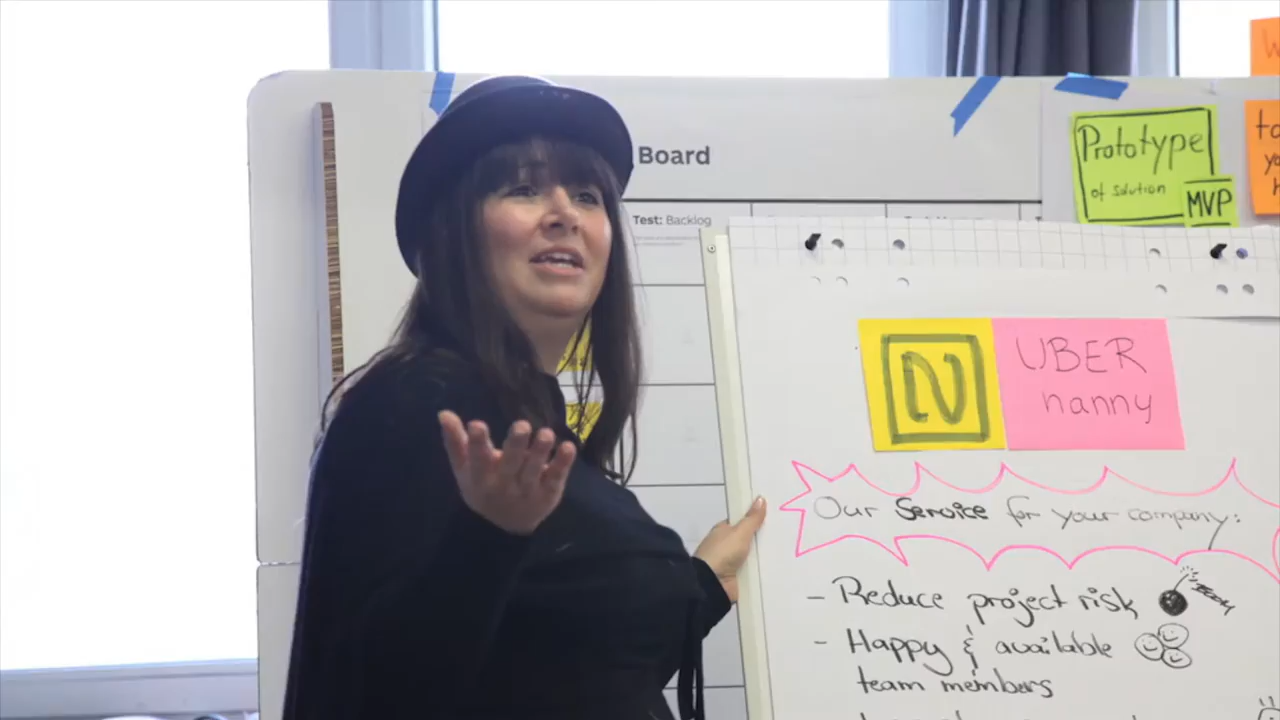 Board
Test: Backlog
Prototype
of solution
MVP
N
UBER
nanny
Our Service for your company:
- Reduce project risk
- Happy & available
team members